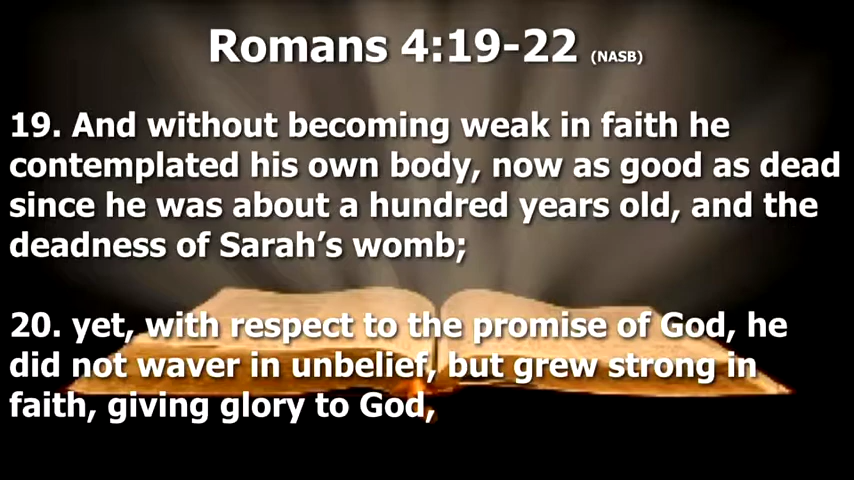 Romans 4:19-22 (NASB)
19. And without becoming weak in faith he
contemplated his own body, now as good as dead
since he was about a hundred years old, and the
deadness of Sarah’s womb;
20. yet, with respect to the promise of God, he
did not waver in unbelief, but grew strong in
faith, giving glory to God,